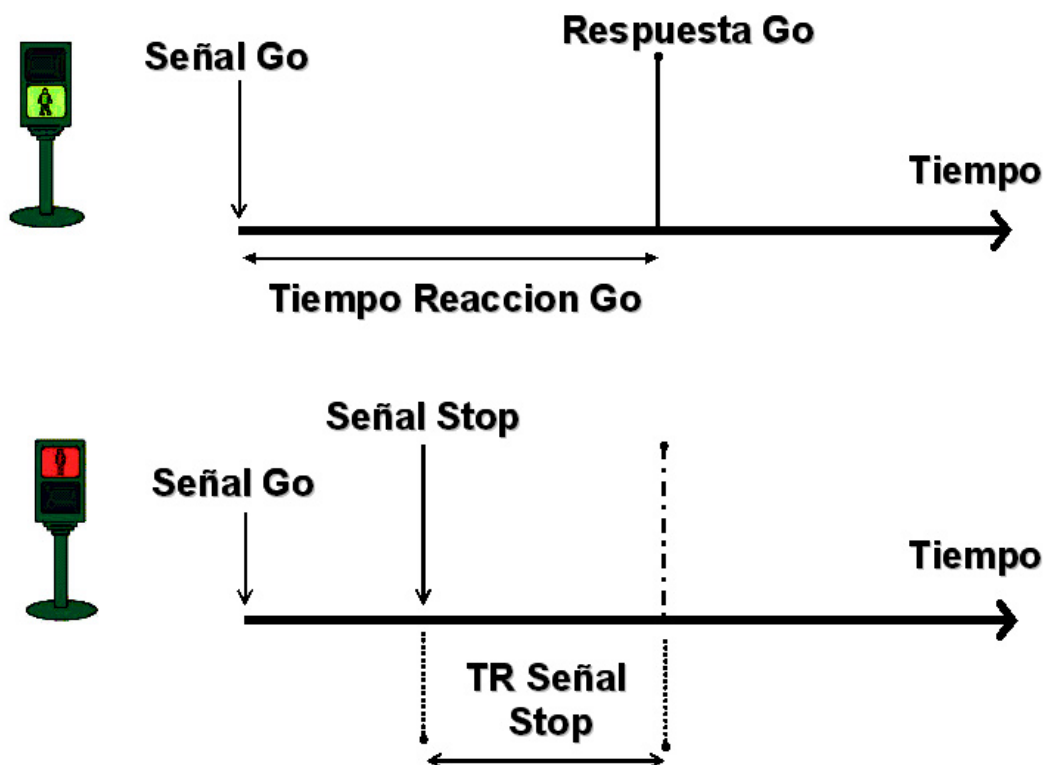 Señal Go
Respuesta Go
Tiempo
Tiempo Reaccion Go
Señal Stop
Señal Go
Tiempo
TR Señal
Stop